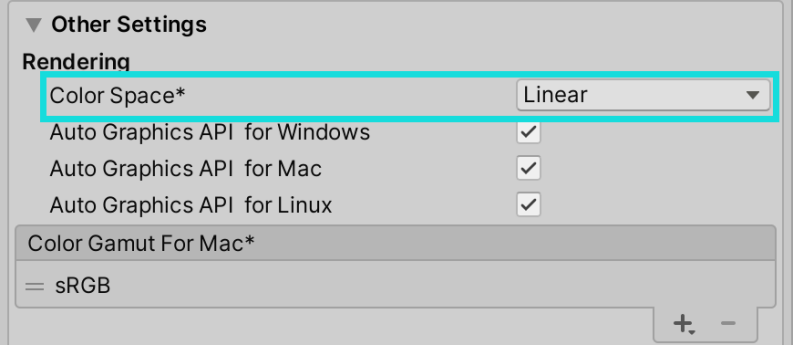 Other Settings
Rendering
Color Space* Linear
Auto Graphics API for Windows
Auto Graphics API for Mac
Auto Graphics API for Linux
Color Gamut For Mac*
sRGB